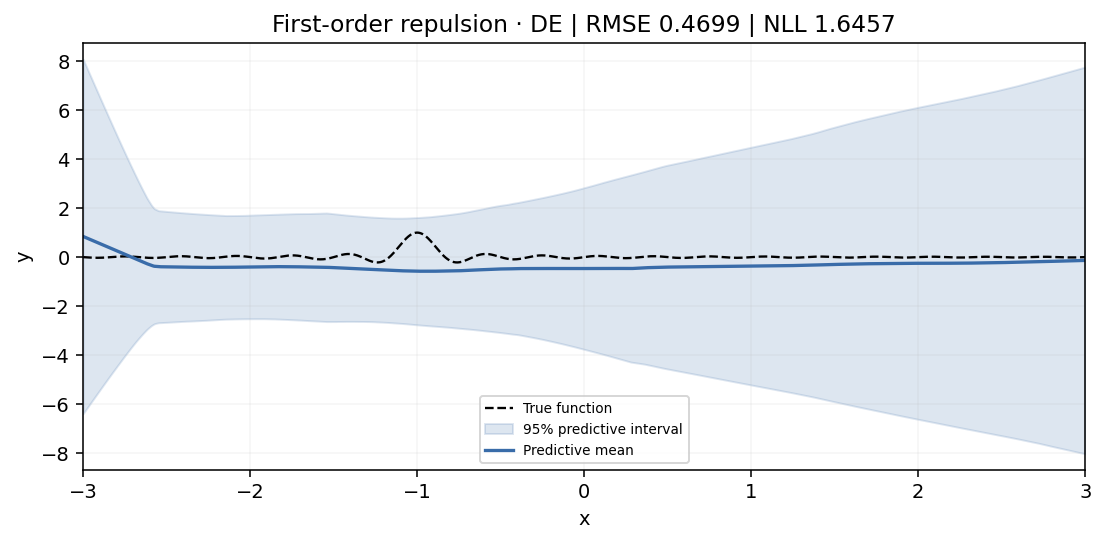 First-order repulsion · DE | RMSE 0.4699 | NLL 1.6457
y
8
6
4
2
0
−2
−4
−6
−8
True function
95% predictive interval
Predictive mean
−3 −2 −1 0 1 2 3
x